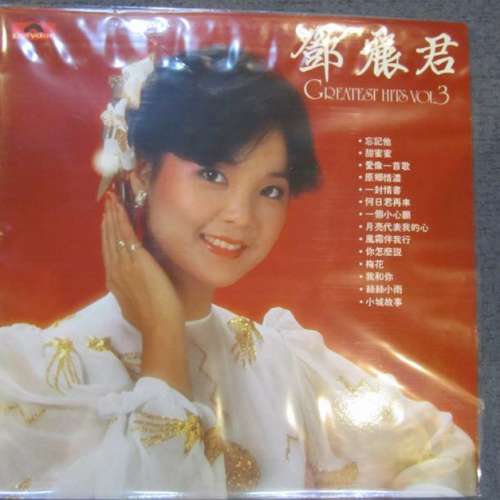 polydor
鄧麗君
GREATEST HITS VOL.3
・忘記他
・甜蜜蜜
・愛像一首歌
・原鄉情濃
・一封情書
・何日君再來
・一個小心願
・月亮代表我的心
・風霜伴我行
・你怎麼説
・梅花
・我和你
・絲絲小雨
・小城故事